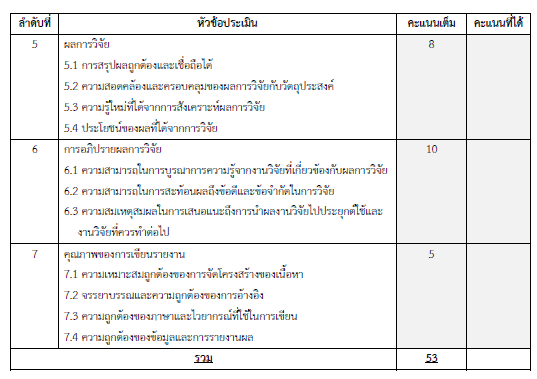 ลำดับที่ หัวข้อประเมิน คะแนนเต็ม คะแนนที่ได้
5 ผลการวิจัย 8
5.1 การสรุปผลถูกต้องและเชื่อถือได้
5.2 ความสอดคล้องและครอบคลุมของผลการวิจัยกับวัตถุประสงค์
5.3 ความรู้ใหม่ที่ได้จากการสังเคราะห์ผลการวิจัย
5.4 ประโยชน์ของผลที่ได้จากการวิจัย
6 การอภิปรายผลการวิจัย 10
6.1 ความสามารถในการบูรณาการความรู้จากงานวิจัยที่เกี่ยวข้องกับผลการวิจัย
6.2 ความสามารถในการสะท้อนผลถึงข้อดีและข้อจำกัดในการวิจัย
6.3 ความสมเหตุสมผลในการเสนอแนะถึงการนำผลงานวิจัยไปประยุกต์ใช้และ
งานวิจัยที่ควรทำต่อไป
7 คุณภาพของการเขียนรายงาน 5
7.1 ความเหมาะสมถูกต้องของการจัดโครงสร้างของเนื้อหา
7.2 จรรยาบรรณและความถูกต้องของการอ้างอิง
7.3 ความถูกต้องของภาษาและไวยากรณ์ที่ใช้ในการเขียน
7.4 ความถูกต้องของข้อมูลและการรายงานผล
รวม 53